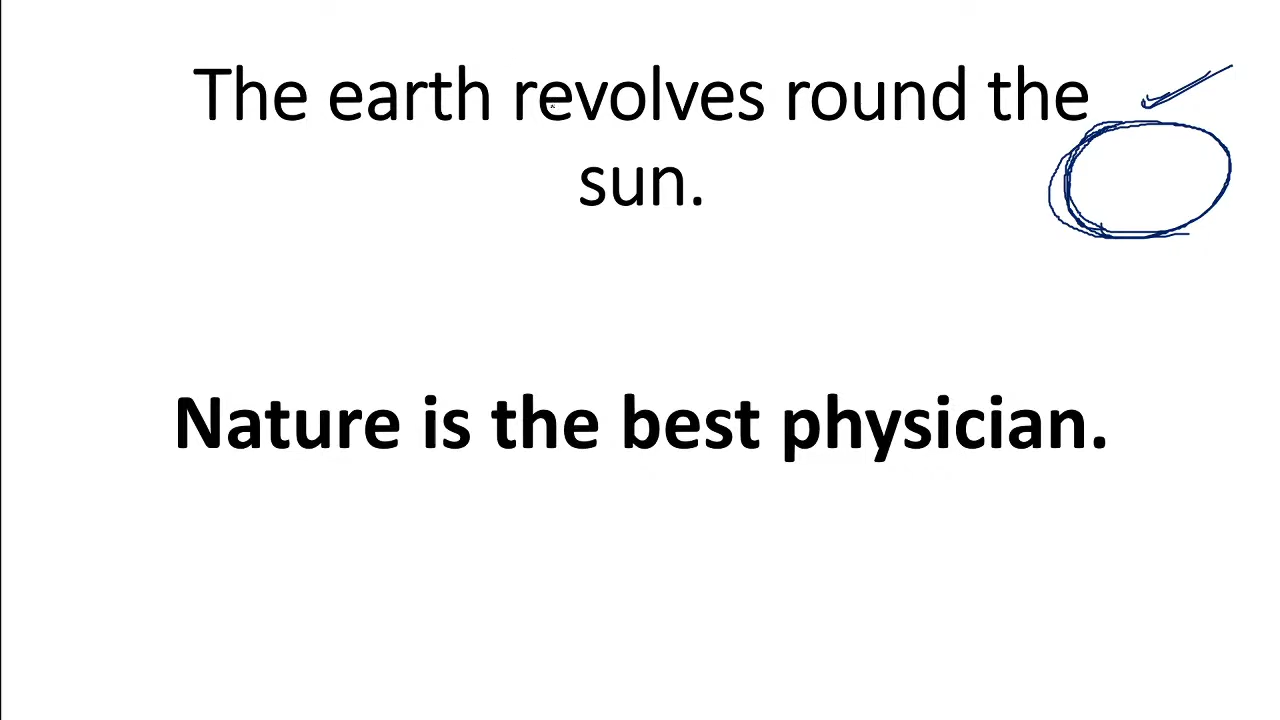 The earth revolves round the
sun.
Nature is the best physician.